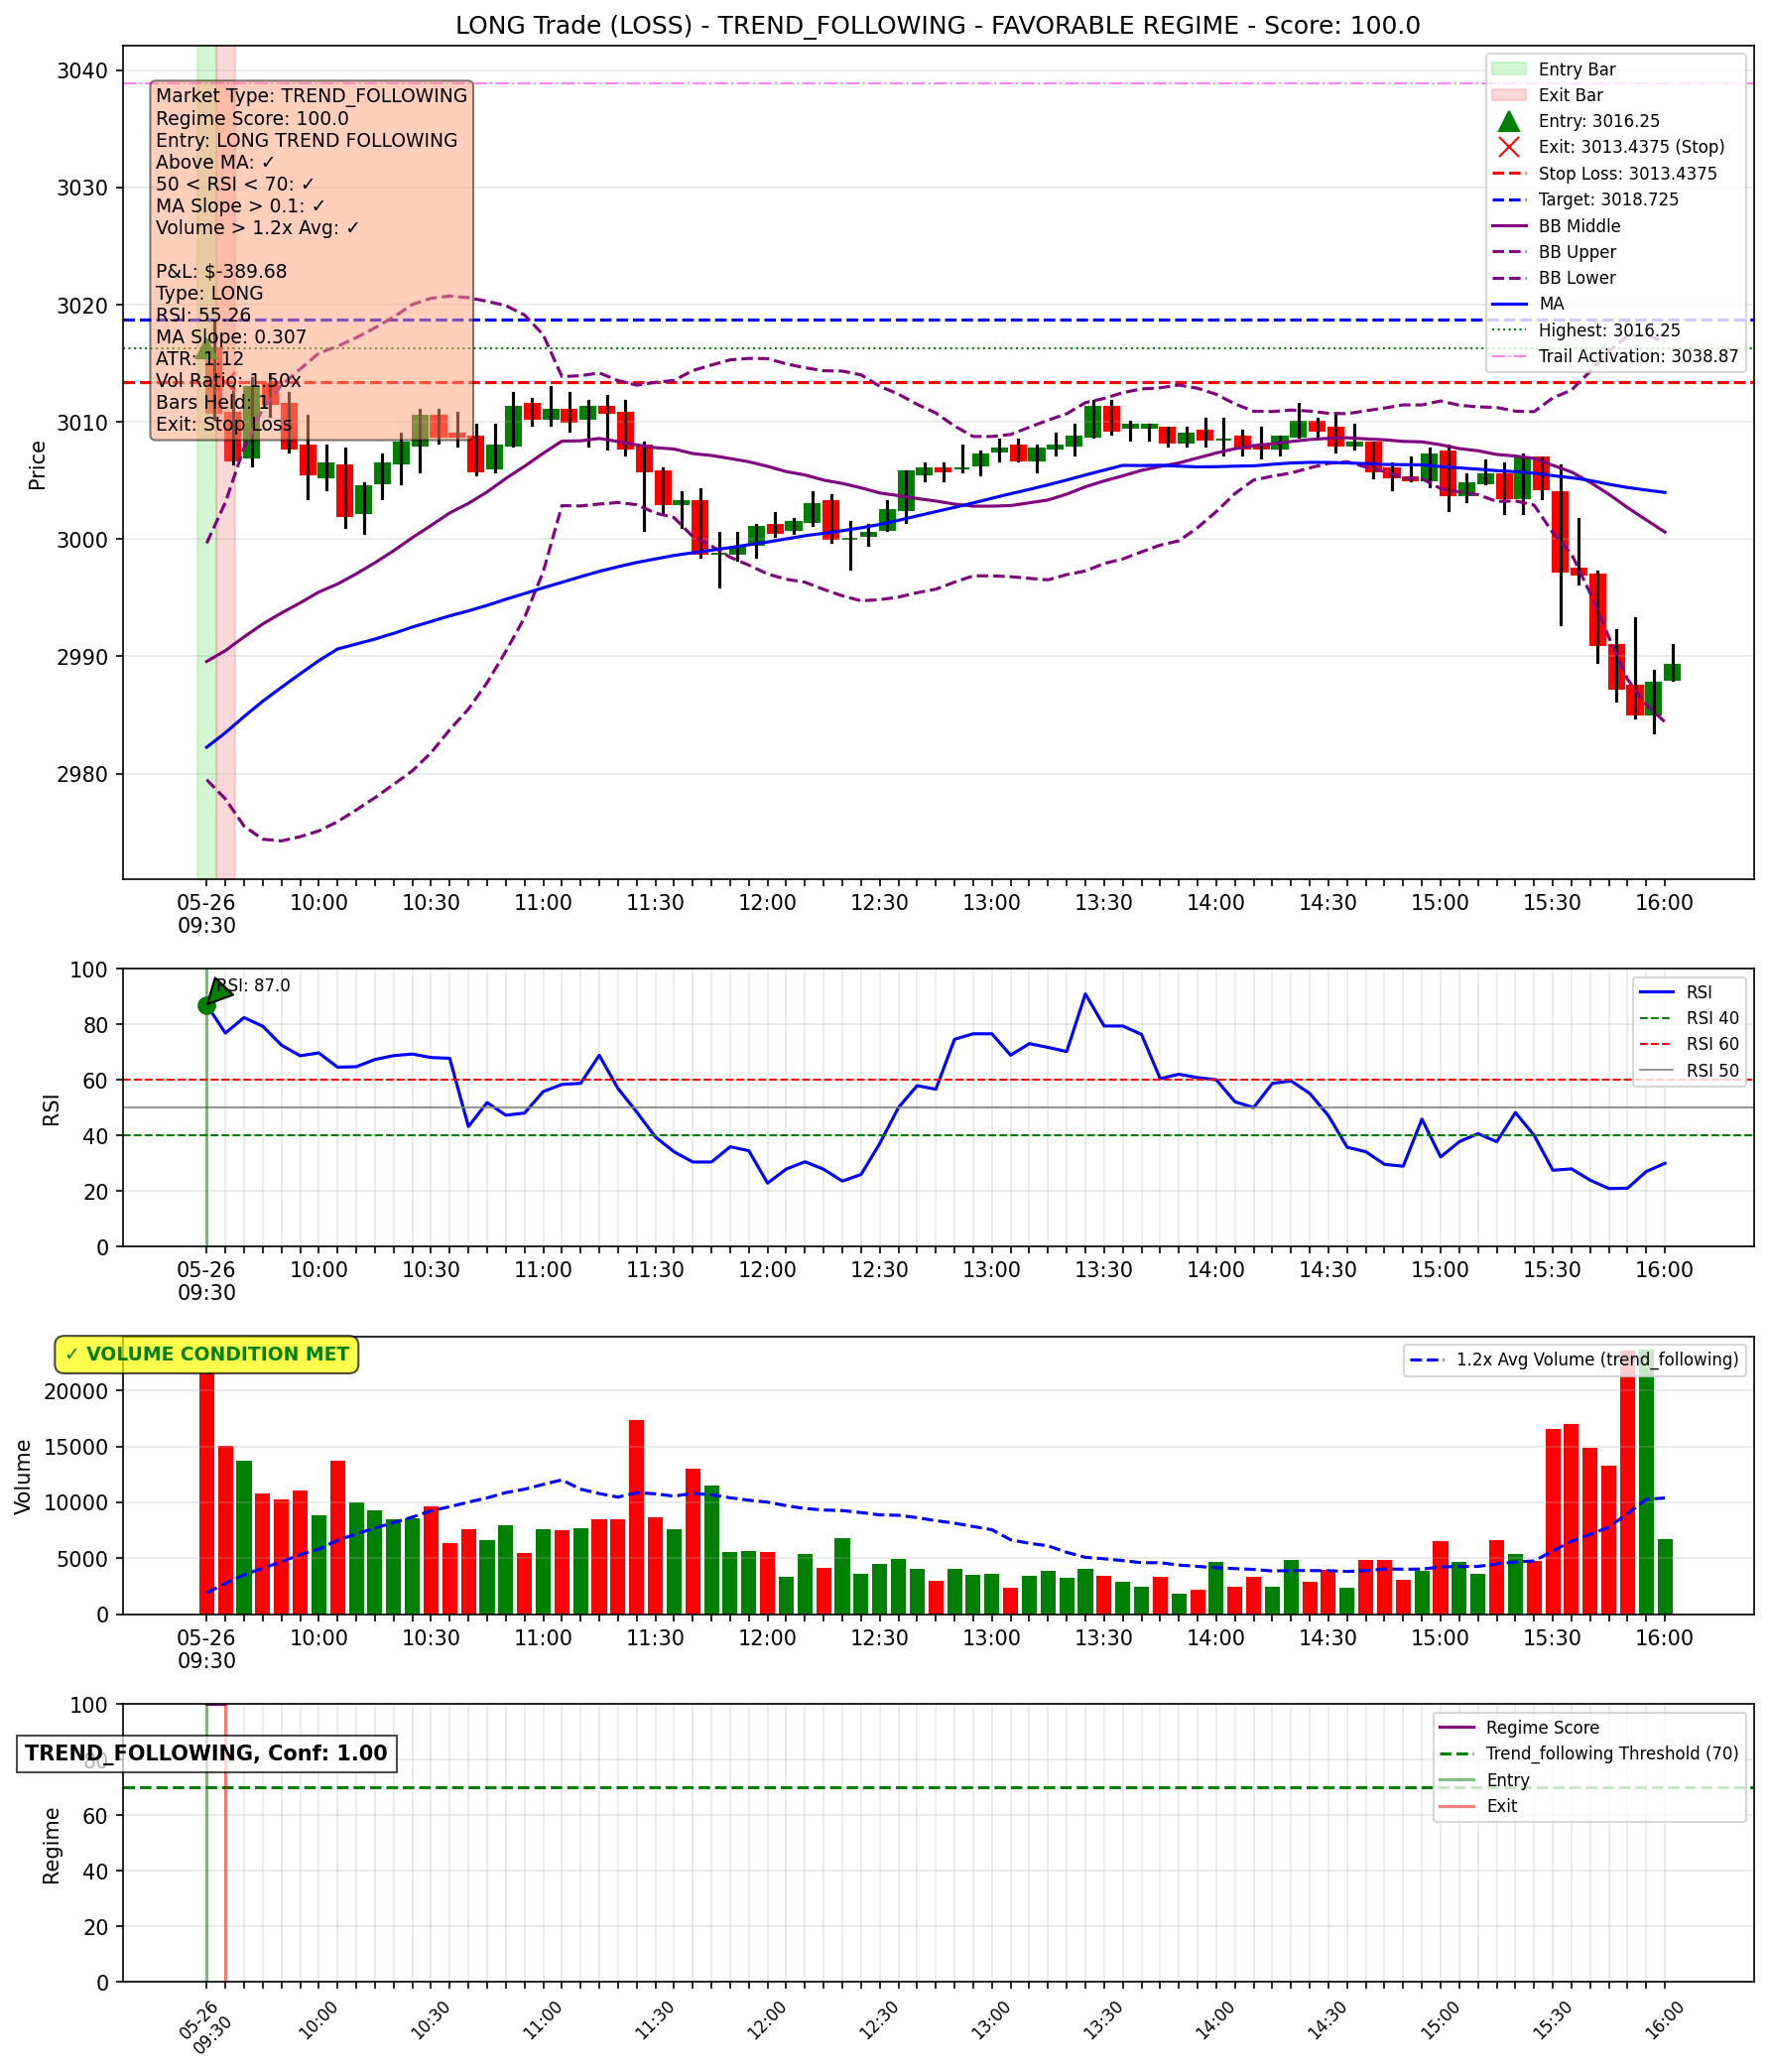 LONG Trade (LOSS) - TREND_FOLLOWING - FAVORABLE REGIME - Score: 100.0
Price
3040
3030
3020
3010
3000
2990
2980
Market Type: TREND_FOLLOWING
Regime Score: 100.0
Entry: LONG TREND FOLLOWING
Above MA: ✓
50 < RSI < 70: ✓
MA Slope > 0.1: ✓
Volume > 1.2x Avg: ✓
P&L: $-389.68
Type: LONG
RSI: 55.26
MA Slope: 0.307
ATR: 1.12
Vol Ratio: 1.50x
Bars Held: 1
Exit: Stop Loss
Entry Bar
Exit Bar
Entry: 3016.25
Exit: 3013.4375 (Stop)
Stop Loss: 3013.4375
Target: 3018.725
BB Middle
BB Upper
BB Lower
MA
Highest: 3016.25
Trail Activation: 3038.87
05-26 10:00 10:30 11:00 11:30 12:00 12:30 13:00 13:30 14:00 14:30 15:00 15:30 16:00
09:30
RSI
100
80
60
40
20
0
RSI: 87.0
RSI
RSI 40
RSI 60
RSI 50
05-26 10:00 10:30 11:00 11:30 12:00 12:30 13:00 13:30 14:00 14:30 15:00 15:30 16:00
09:30
✓ VOLUME CONDITION MET
1.2x Avg Volume (trend_following)
Volume
20000
15000
10000
5000
0
05-26 10:00 10:30 11:00 11:30 12:00 12:30 13:00 13:30 14:00 14:30 15:00 15:30 16:00
09:30
Regime
100
80
60
40
20
0
TREND_FOLLOWING, Conf: 1.00
Regime Score
Trend_following Threshold (70)
Entry
Exit
05-26 10:00 10:30 11:00 11:30 12:00 12:30 13:00 13:30 14:00 14:30 15:00 15:30 16:00
09:30